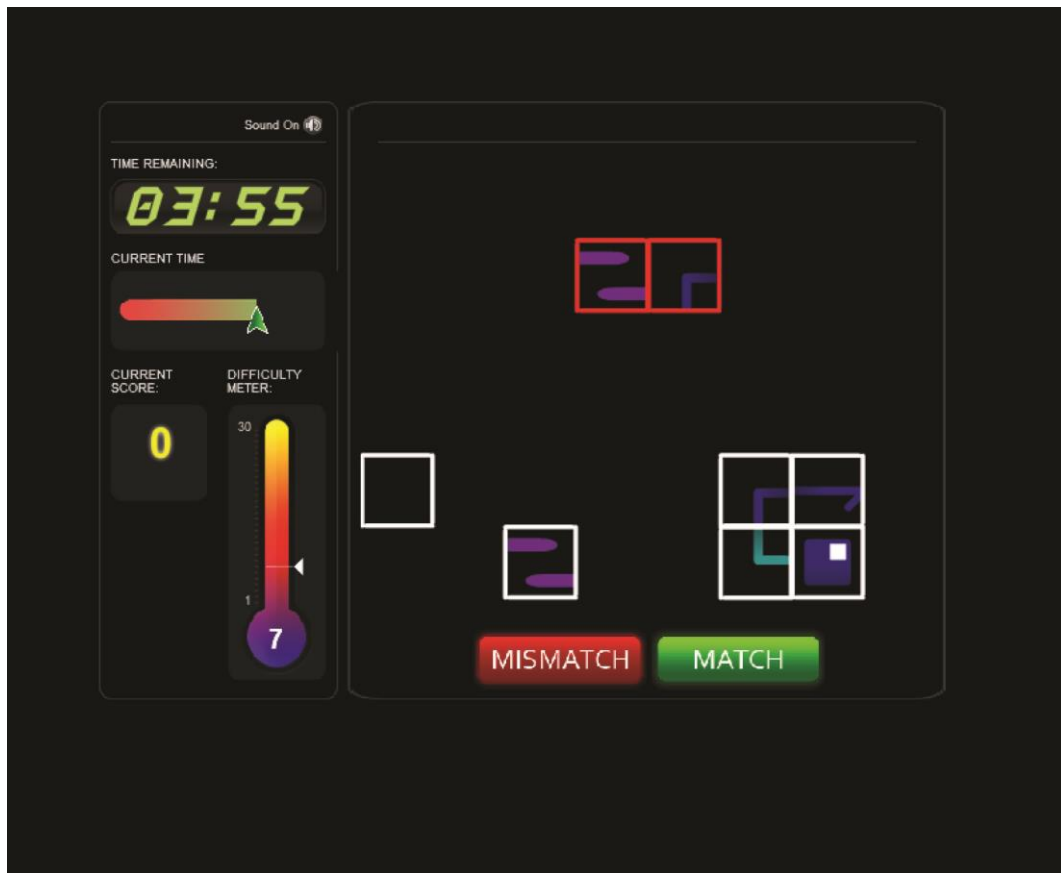 Sound On
TIME REMAINING:
03:55
CURRENT TIME
CURRENT
SCORE:
DIFFICULTY
METER:
0
30
1
7
MISMATCH
MATCH